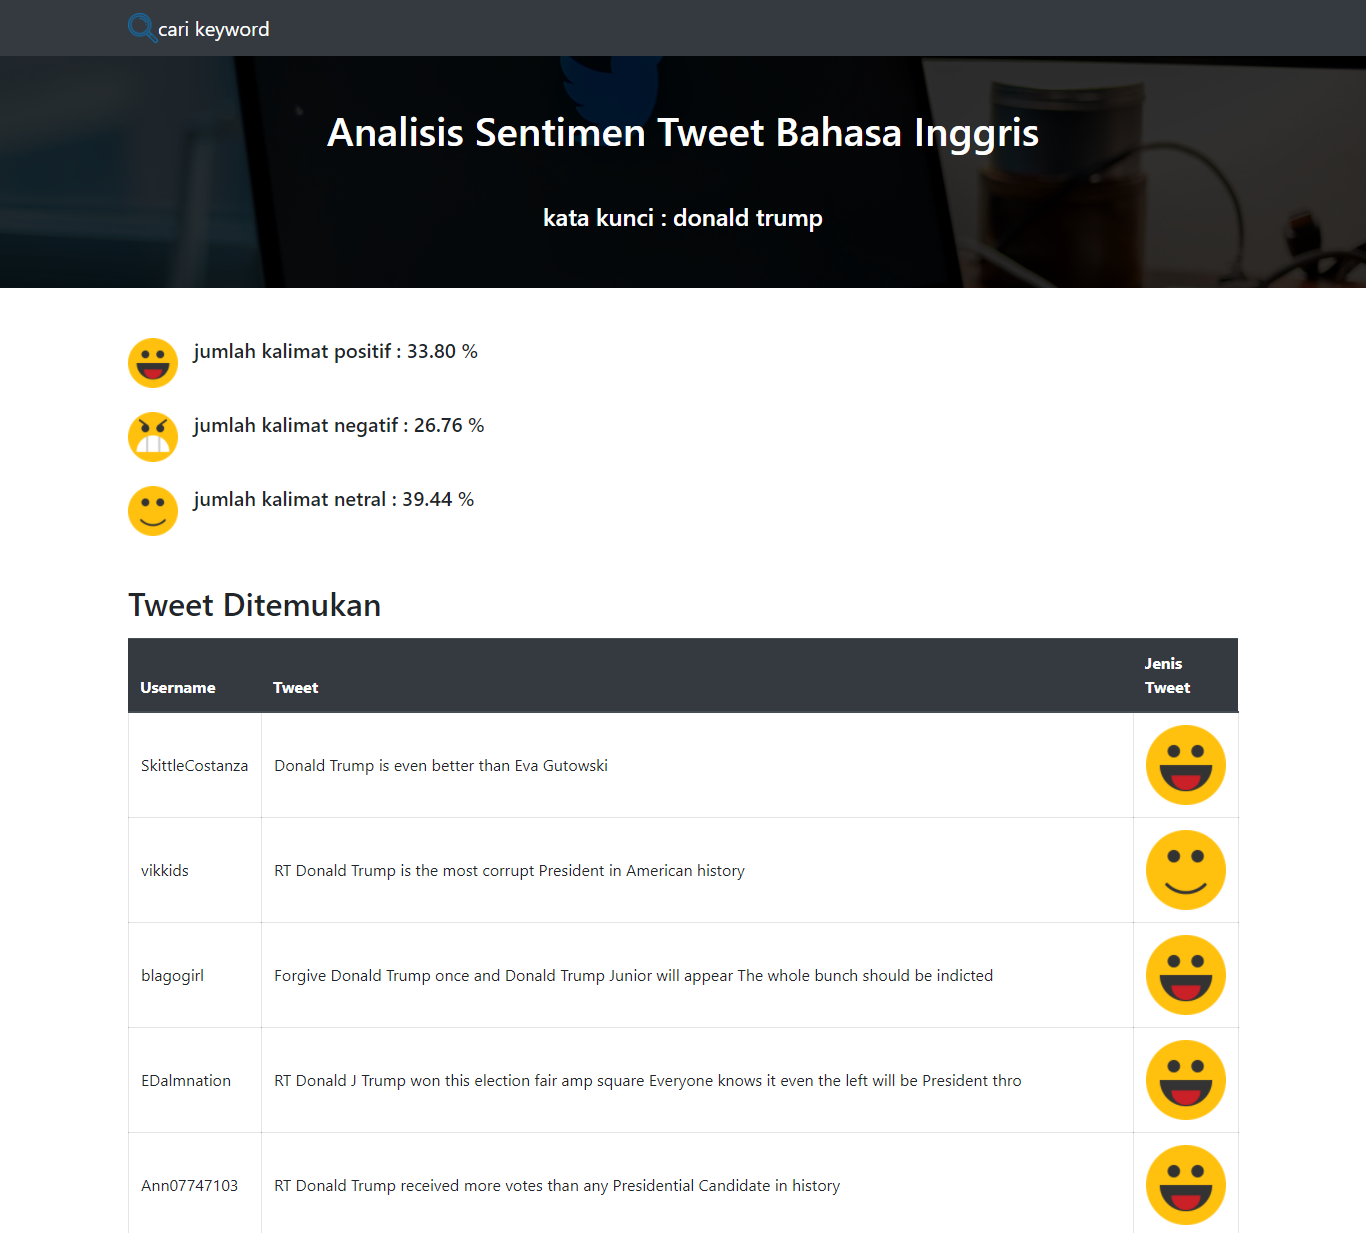 cari keyword
Analisis Sentimen Tweet Bahasa Inggris
kata kunci : donald trump
jumlah kalimat positif : 33.80 %
jumlah kalimat negatif : 26.76 %
jumlah kalimat netral : 39.44 %
Tweet Ditemukan
Username Tweet Jenis Tweet
SkittleCostanza Donald Trump is even better than Eva Gutowski
vikkids RT Donald Trump is the most corrupt President in American history
blagogirl Forgive Donald Trump once and Donald Trump Junior will appear The whole bunch should be indicted
EDalmnation RT Donald J Trump won this election fair amp square Everyone knows it even the left will be President thro
Ann07747103 RT Donald Trump received more votes than any Presidential Candidate in history